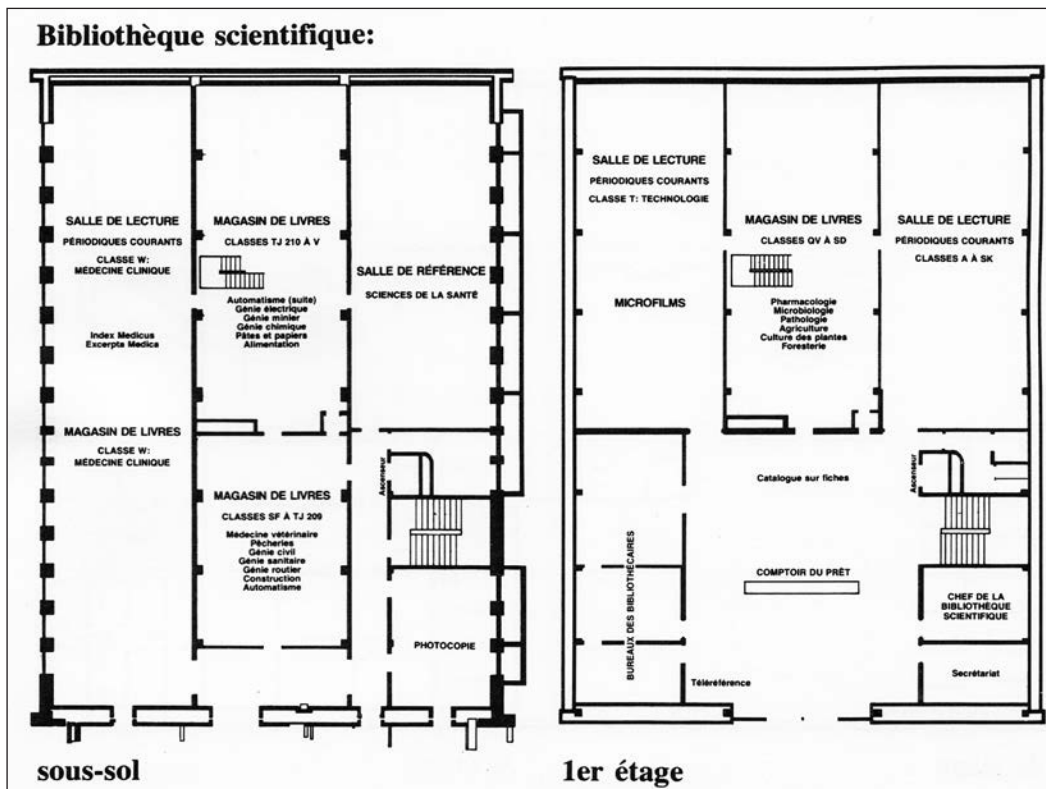 Bibliothèque scientifique:
SALLE DE LECTURE
PÉRIODIQUES COURANTS
CLASSE W:
MÉDECINE CLINIQUE
Index Medicus
Excerpta Medica
MAGASIN DE LIVRES
CLASSE W:
MÉDECINE CLINIQUE
MAGASIN DE LIVRES
CLASSES TJ 210 À V
Automatisme (suite)
Génie électrique
Génie minier
Génie chimique
Pâtes et papiers
Alimentation
SALLE DE RÉFÉRENCE
SCIENCES DE LA SANTÉ
MAGASIN DE LIVRES
CLASSES SF À TJ 209
Médecine vétérinaire
Pêcheries
Génie civil
Génie sanitaire
Génie routier
Construction
Automatisme
Ascenseur
PHOTOCOPIE
sous-sol
SALLE DE LECTURE
PÉRIODIQUES COURANTS
CLASSE T: TECHNOLOGIE
MICROFILMS
MAGASIN DE LIVRES
CLASSES QV À SD
Pharmacologie
Microbiologie
Pathologie
Agriculture
Culture des plantes
Foresterie
SALLE DE LECTURE
PÉRIODIQUES COURANTS
CLASSES A À SK
Catalogue sur fiches
Ascenseur
BUREAUX DES BIBLIOTHÉCAIRES
COMPTOIR DU PRÊT
CHEF DE LA
BIBLIOTHÈQUE
SCIENTIFIQUE
Téléréférence
Secrétariat
1er étage